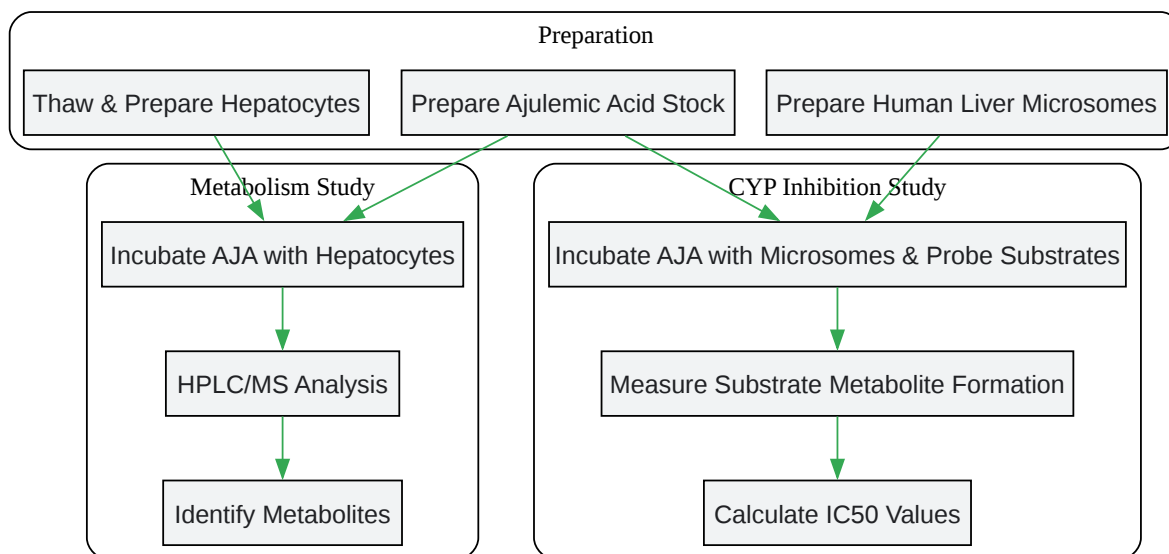 Preparation
Thaw & Prepare Hepatocytes
Prepare Ajulemic Acid Stock
Prepare Human Liver Microsomes
Metabolism Study
CYP Inhibition Study
Incubate AJA with Hepatocytes
Incubate AJA with Microsomes & Probe Substrates
HPLC/MS Analysis
Measure Substrate Metabolite Formation
Identify Metabolites
Calculate IC50 Values